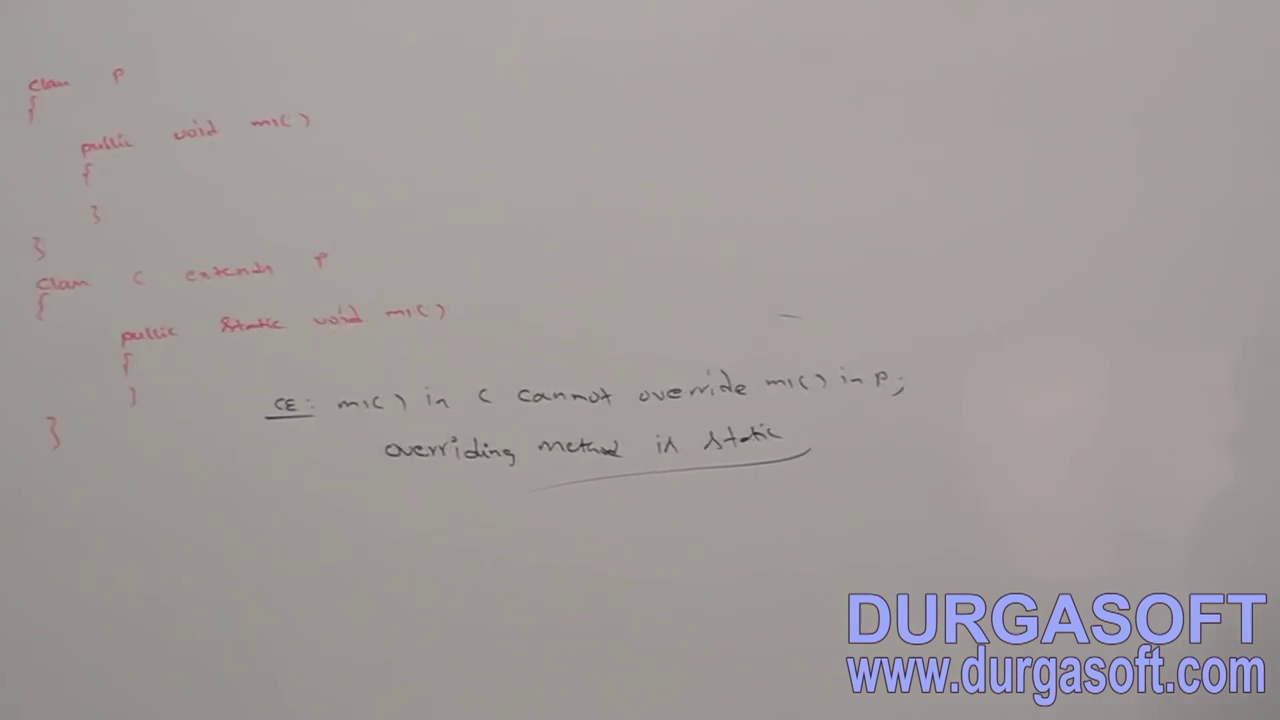 class P
{
public void m1()
{
}
}
class C extends P
{
public static void m1()
{
}
}
CE: m1() in C cannot override m1() in P;
overriding method is static
DURGASOFT
www.durgasoft.com